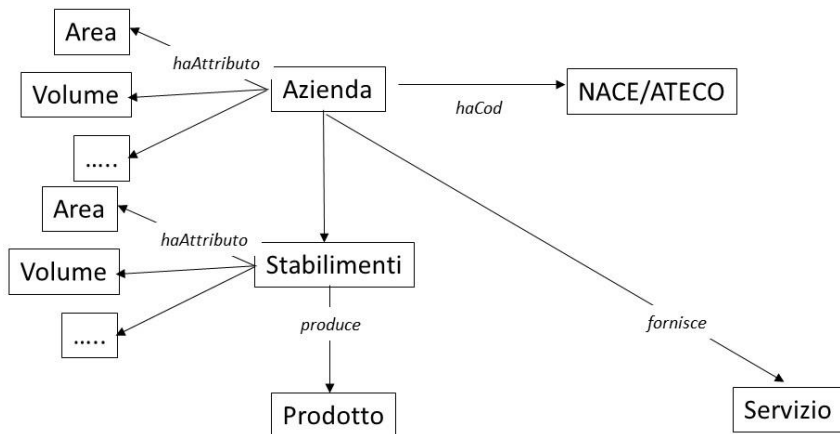 Area
haAttributo
Volume
Azienda
NACE/ATECO
haCod
.....
Area
haAttributo
Volume
Stabilimenti
.....
produce
fornisce
Prodotto
Servizio